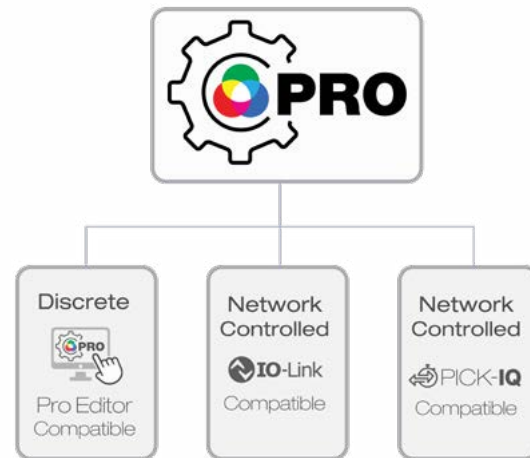 PRO
Discrete
PRO
Pro Editor
Compatible
Network
Controlled
IO-Link
Compatible
Network
Controlled
PICK-IQ
Compatible